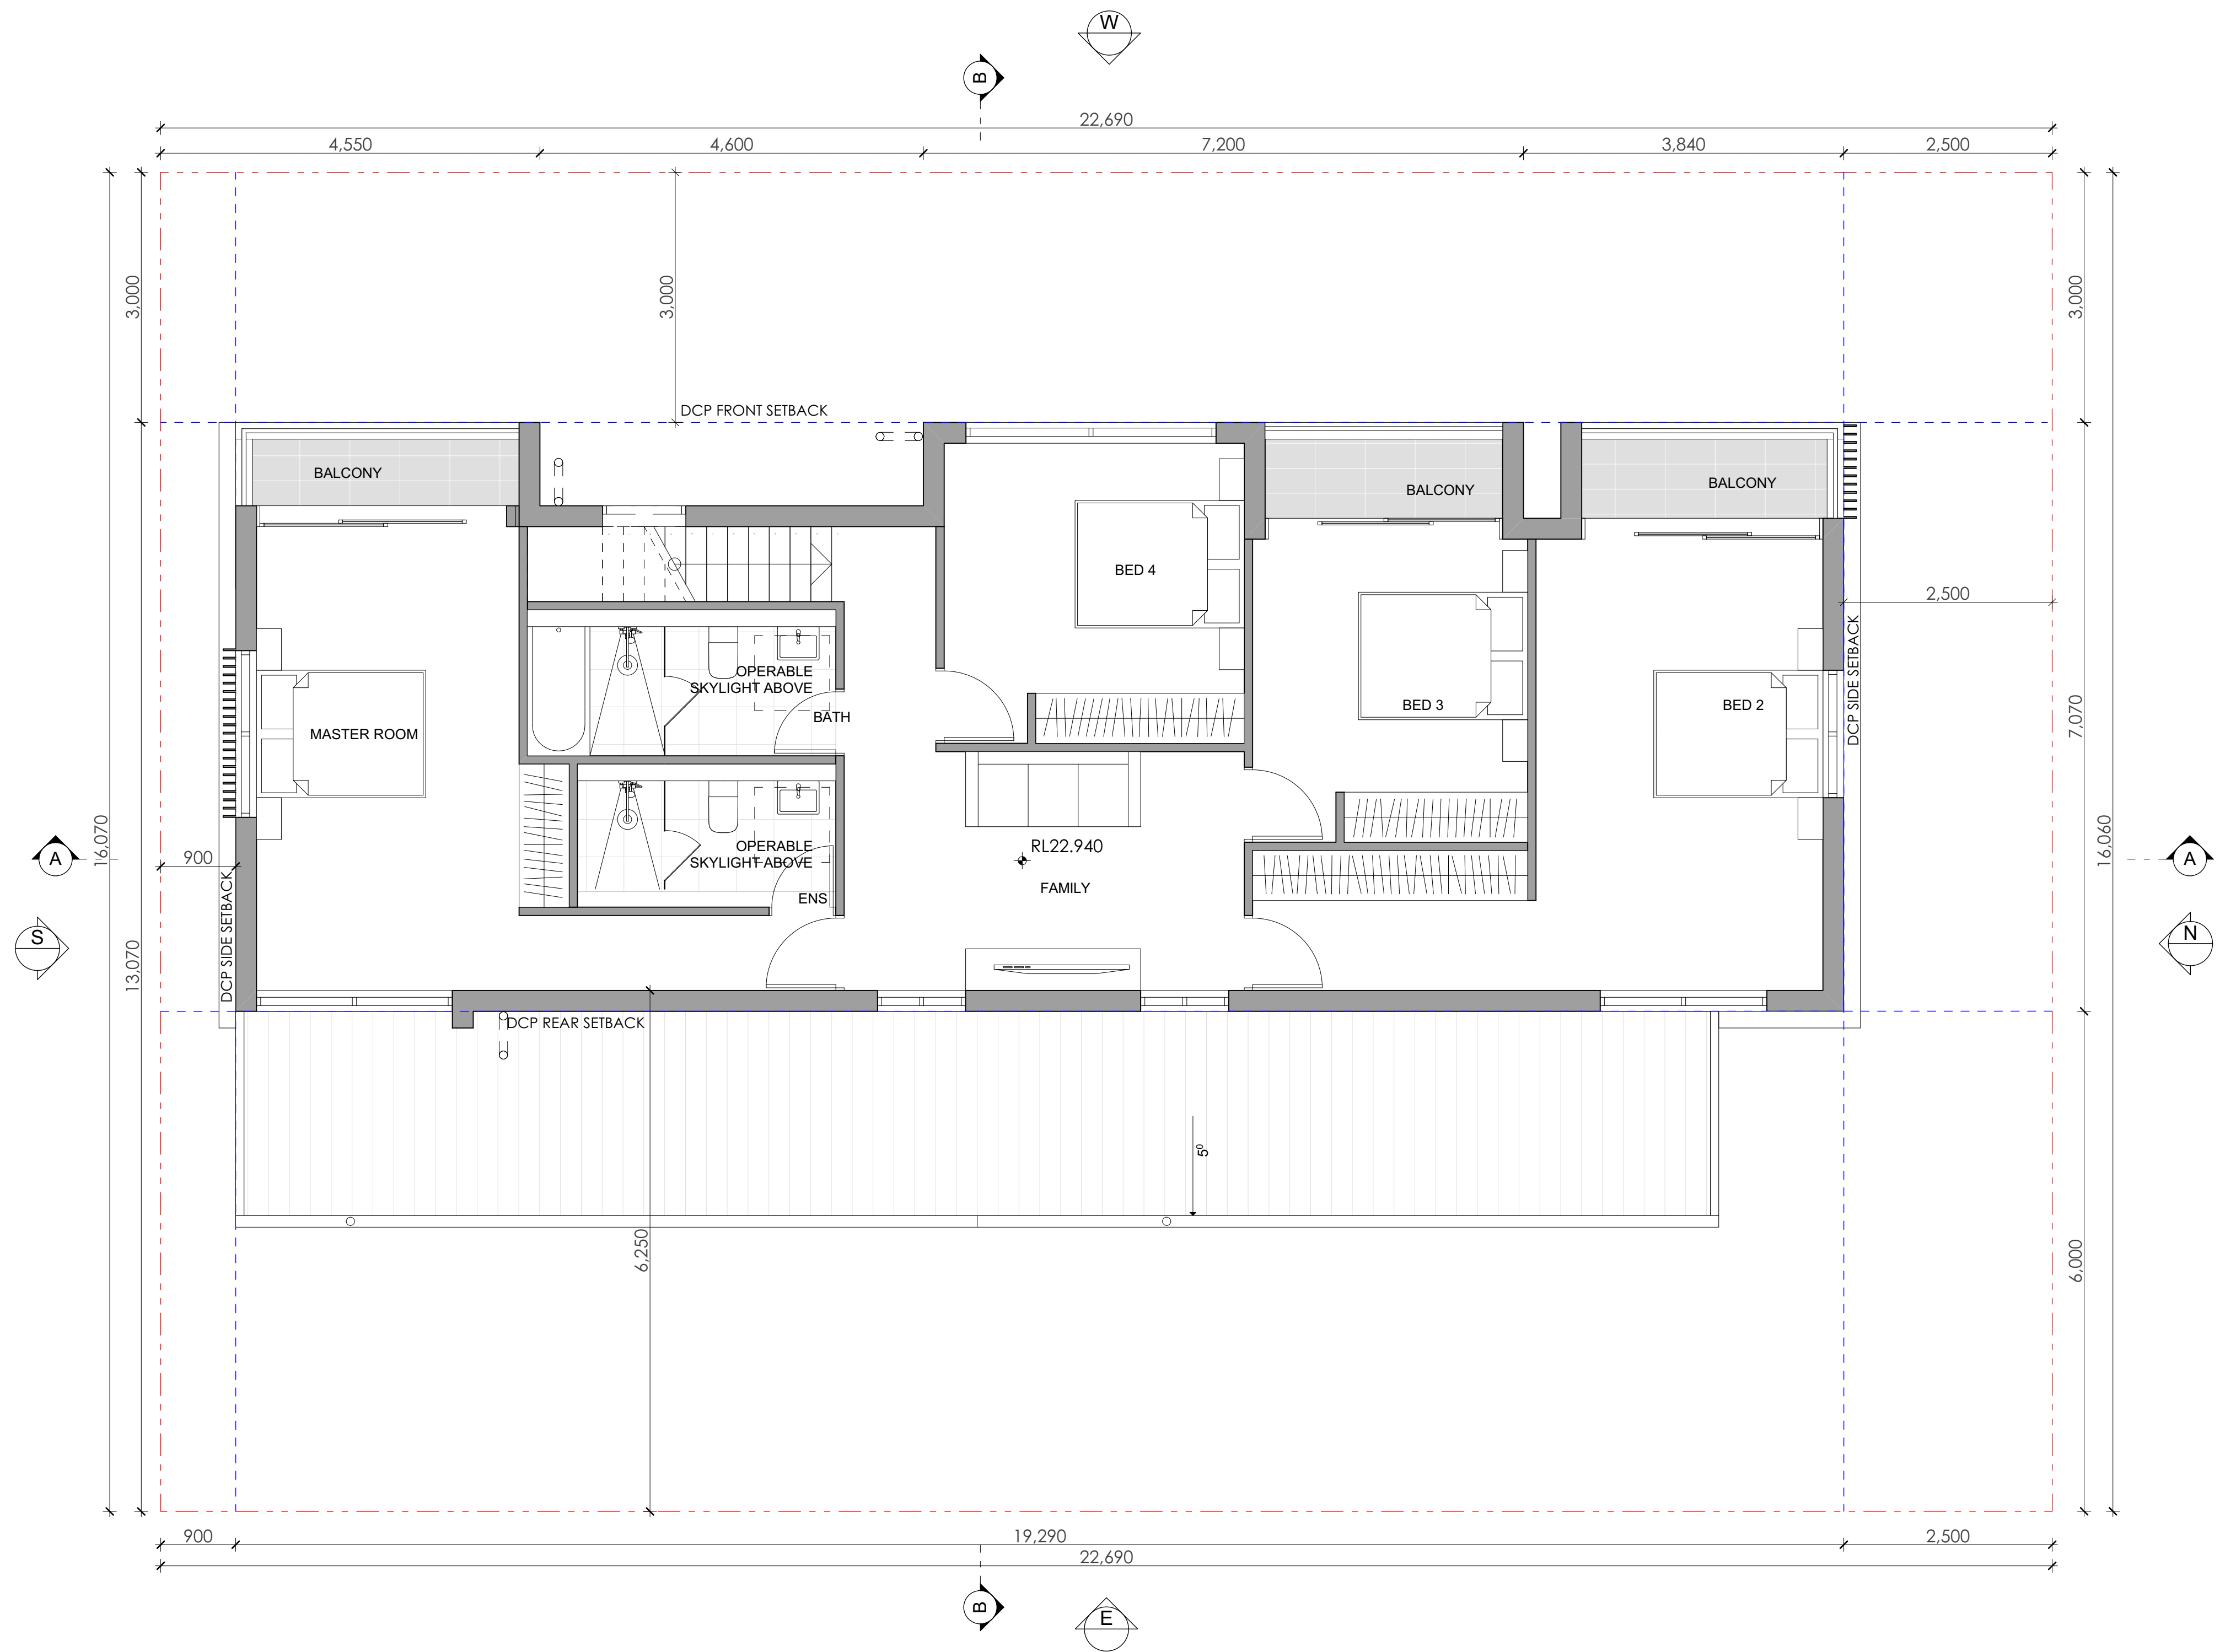 W
B
22,690
4,550
4,600
7,200
3,840
2,500
3,000
3,000
3,000
DCP FRONT SETBACK
BALCONY
BALCONY
BALCONY
BED 4
2,500
OPERABLE
SKYLIGHT ABOVE
BATH
MASTER ROOM
BED 3
BED 2
DCP SIDE SETBACK
7,070
16,070
16,060
A
900
OPERABLE
SKYLIGHT ABOVE
RL22.940
A
FAMILY
ENS
S
DCP SIDE SETBACK
13,070
N
DCP REAR SETBACK
5⁰
6,250
6,000
900
19,290
2,500
22,690
B
E